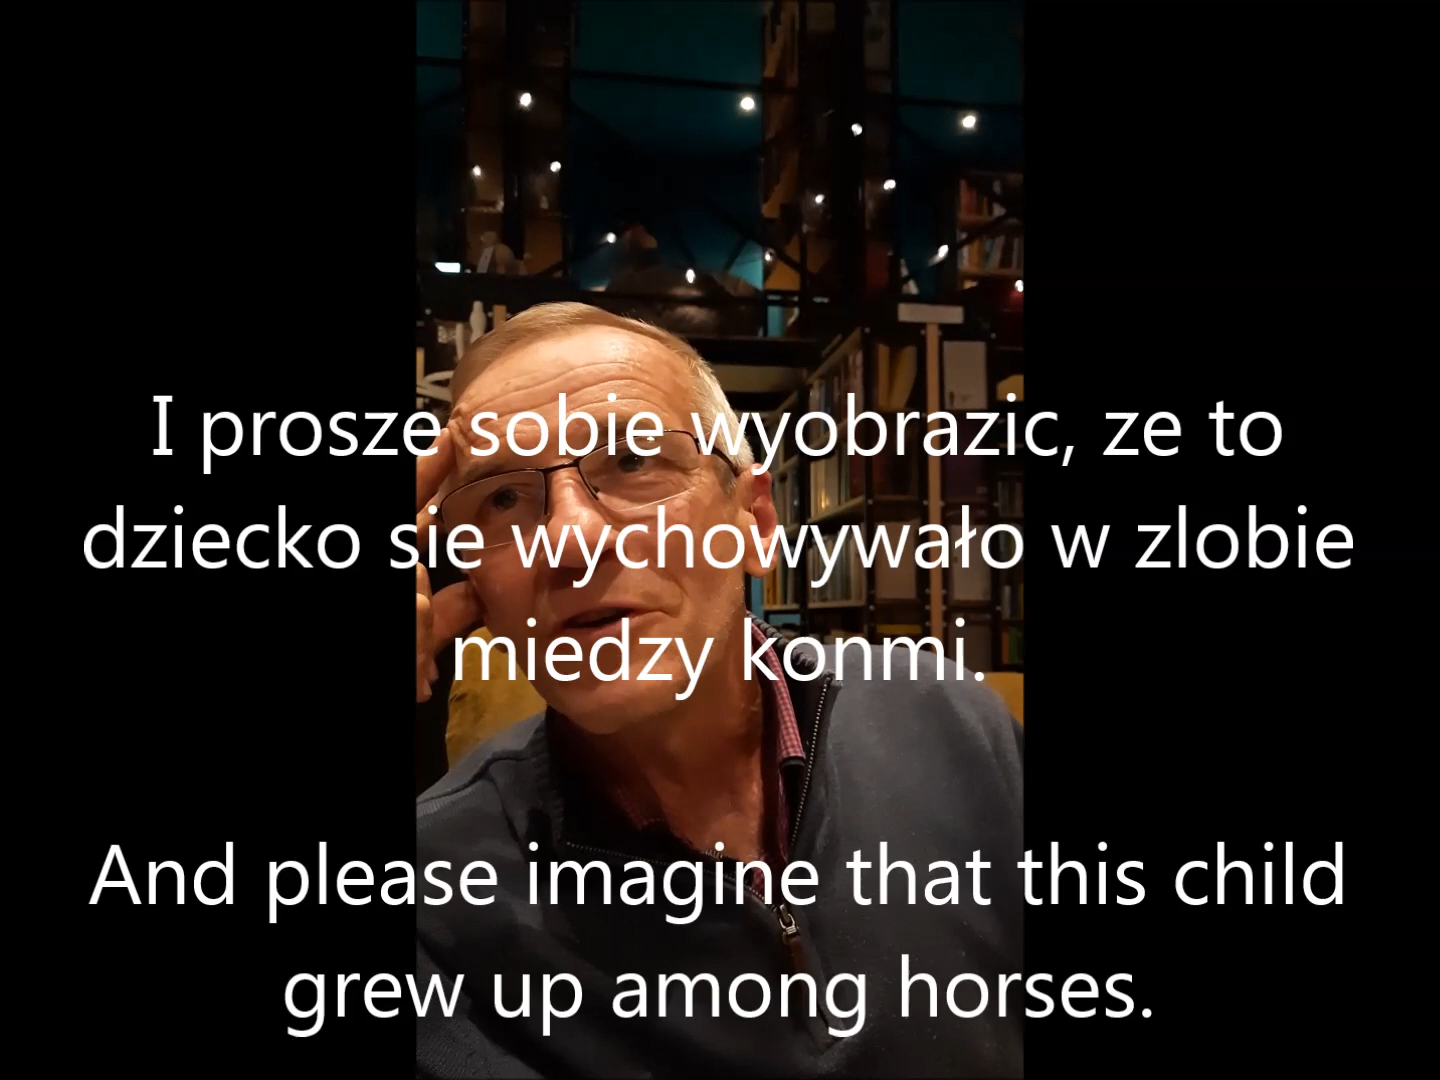 I prosze sobie wyobrazic, ze to
dziecko sie wychowywało w zlobie
miedzy konmi.
And please imagine that this child
grew up among horses.